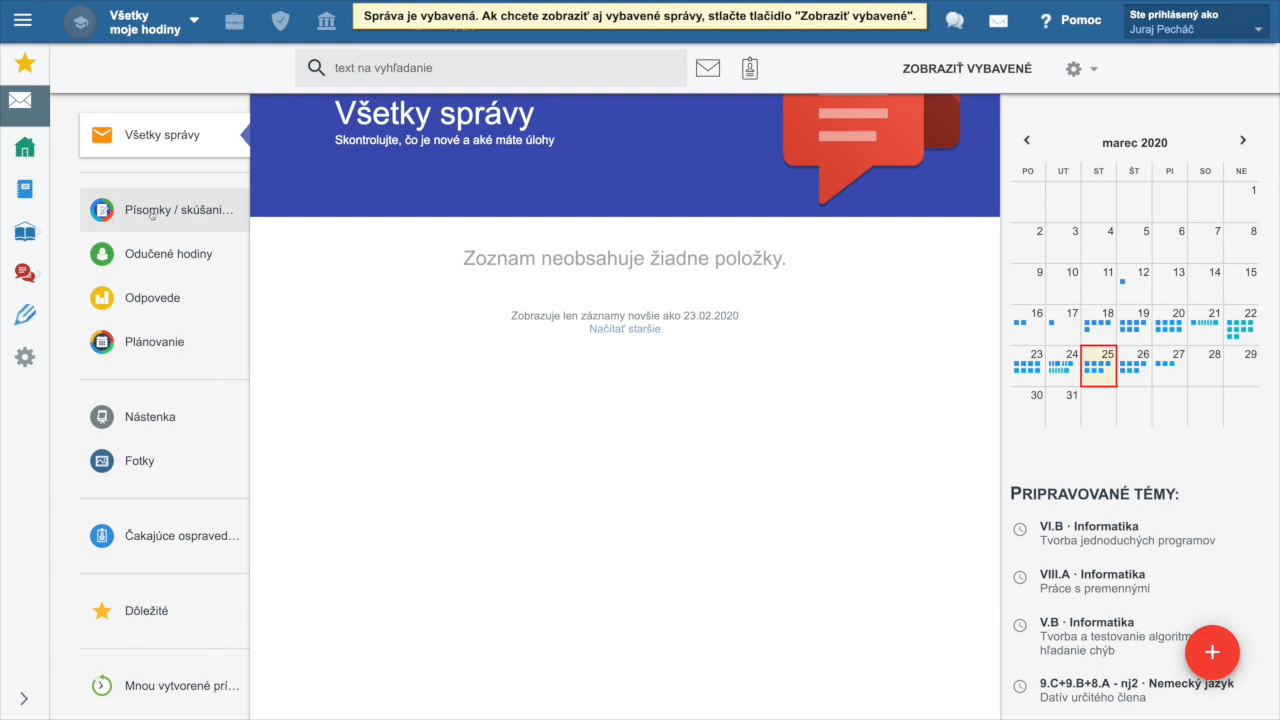 Všetky
moje hodiny
Správa je vybavená. Ak chcete zobraziť aj vybavené správy, stlačte tlačidlo "Zobraziť vybavené".
Pomoc
Ste prihlásený ako
Juraj Pecháč
text na vyhľadanie
ZOBRAZIŤ VYBAVENÉ
Všetky správy
Písomky / skúšani...
Odučené hodiny
Odpovede
Plánovanie
Nástenka
Fotky
Čakajúce ospraved...
Dôležité
Mnou vytvorené prí...
Všetky správy
Skontrolujte, čo je nové a aké máte úlohy
Zoznam neobsahuje žiadne položky.
Zobrazuje len záznamy novšie ako 23.02.2020
Načítať staršie
marec 2020
PO UT ST ŠT PI SO NE
1
2 3 4 5 6 7 8
9 10 11 12 13 14 15
16 17 18 19 20 21 22
23 24 25 26 27 28 29
30 31
PRIPRAVOVANÉ TÉMY:
VI.B · Informatika
Tvorba jednoduchých programov
VIII.A · Informatika
Práce s premennými
V.B · Informatika
Tvorba a testovanie algoritm
hľadanie chýb
9.C+9.B+8.A - nj2 · Nemecký jazyk
Datív určitého člena